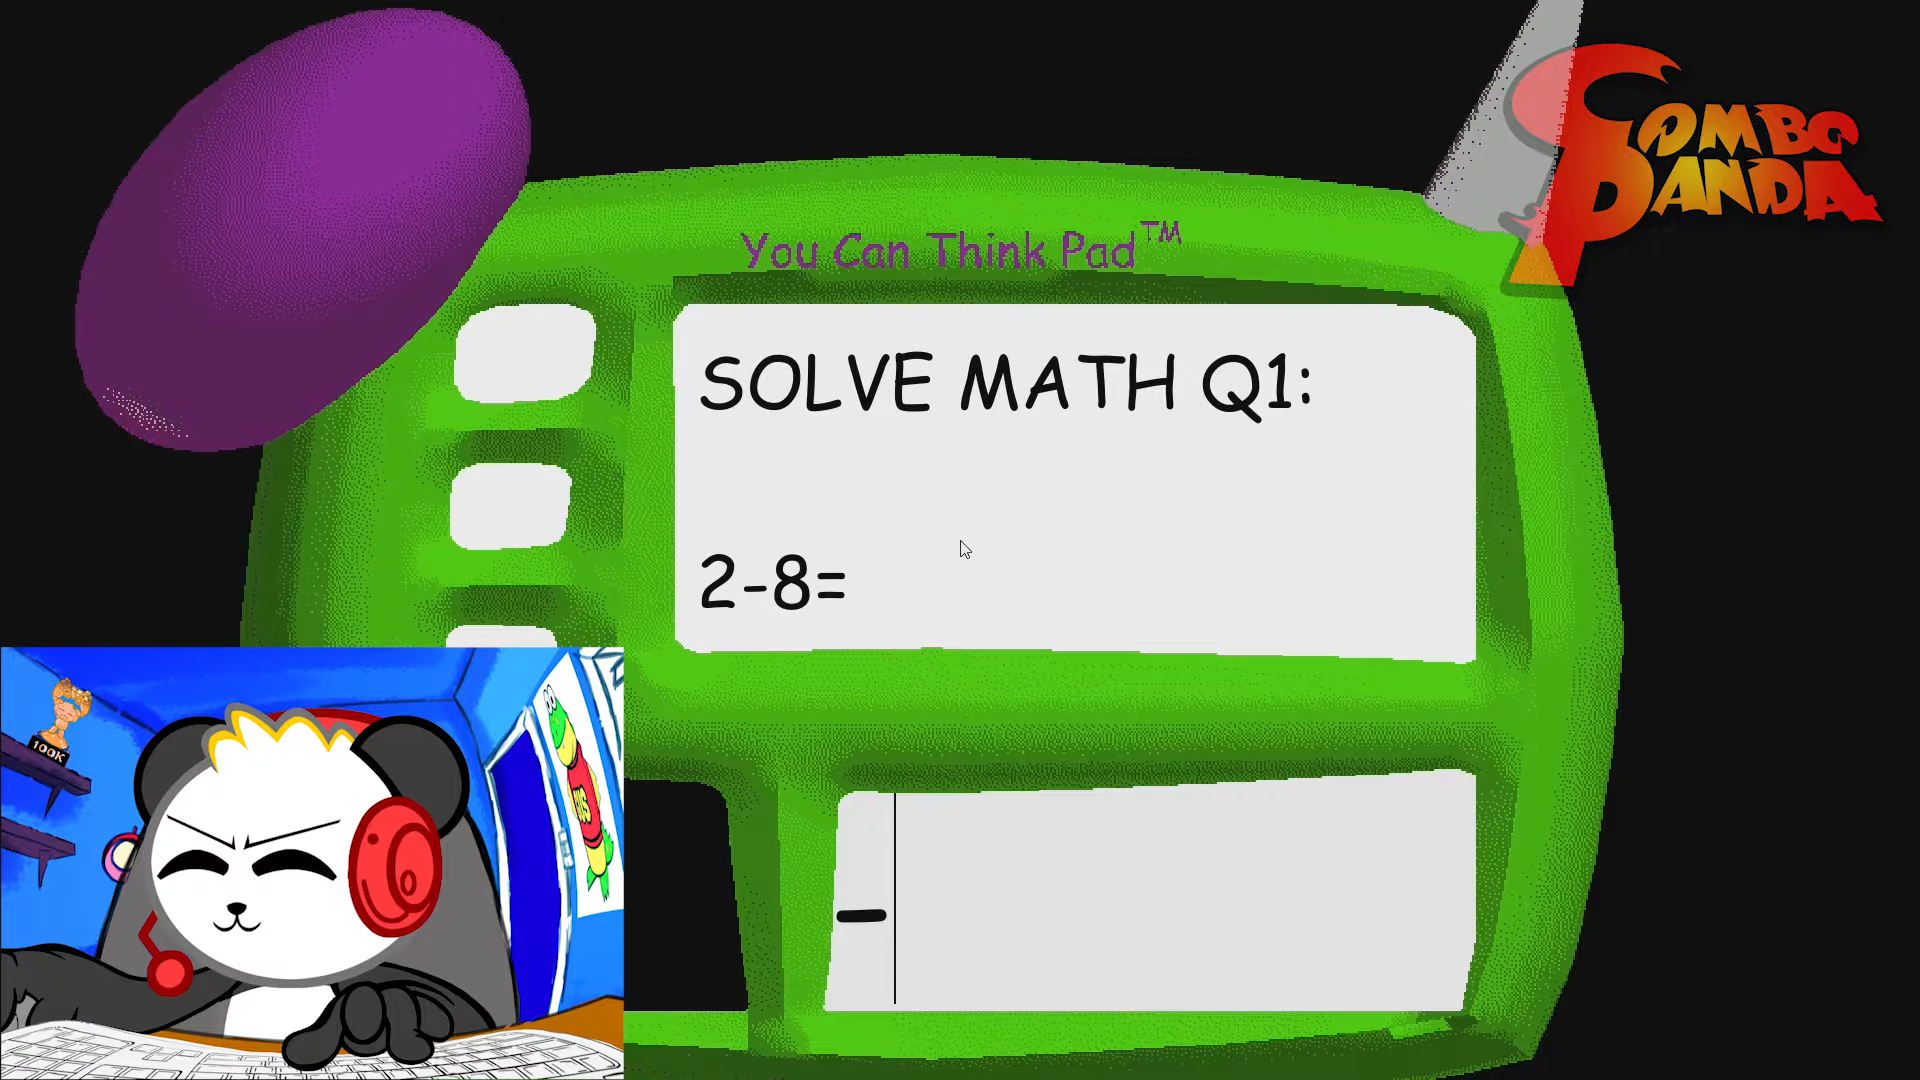 You Can Think Pad™
COMBO
PANDA
SOLVE MATH Q1:
2-8=
-
100K